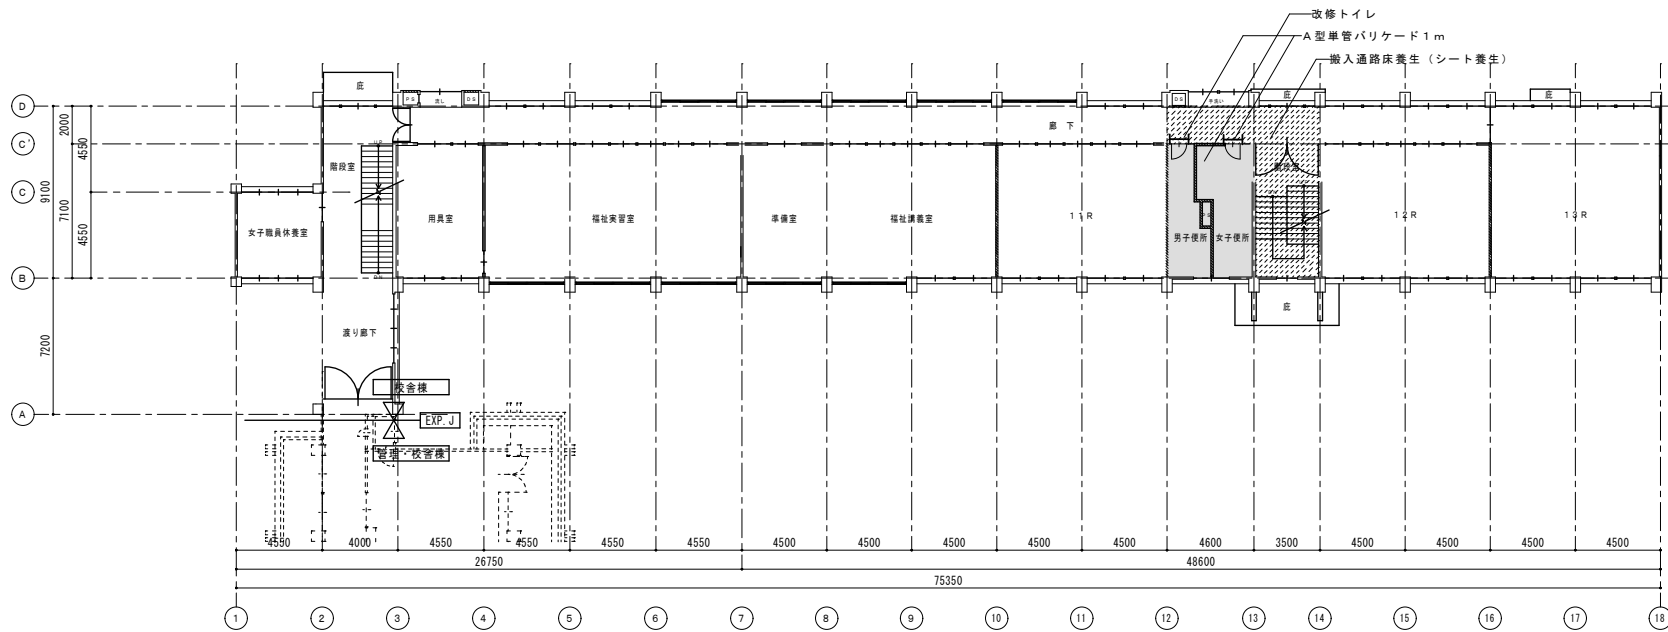 改修トイレ
A型単管バリケード1m
搬入通路床養生（シート養生）
庇
PS
流し
DS
DS
手洗い
庇
庇
D
C'
C
B
A
2000
4550
9100
7100
4550
7200
廊下
UP
階段室
階段室
女子職員休養室
用具室
福祉実習室
準備室
福祉講義室
11R
PS
男子便所
女子便所
12R
13R
DN
渡り廊下
庇
校舎棟
EXP.J
管理・校舎棟
4550
4000
4550
4550
4550
4550
4500
4500
4500
4500
4500
4600
3500
4500
4500
4500
4500
26750
48600
75350
1
2
3
4
5
6
7
8
9
10
11
12
13
14
15
16
17
18